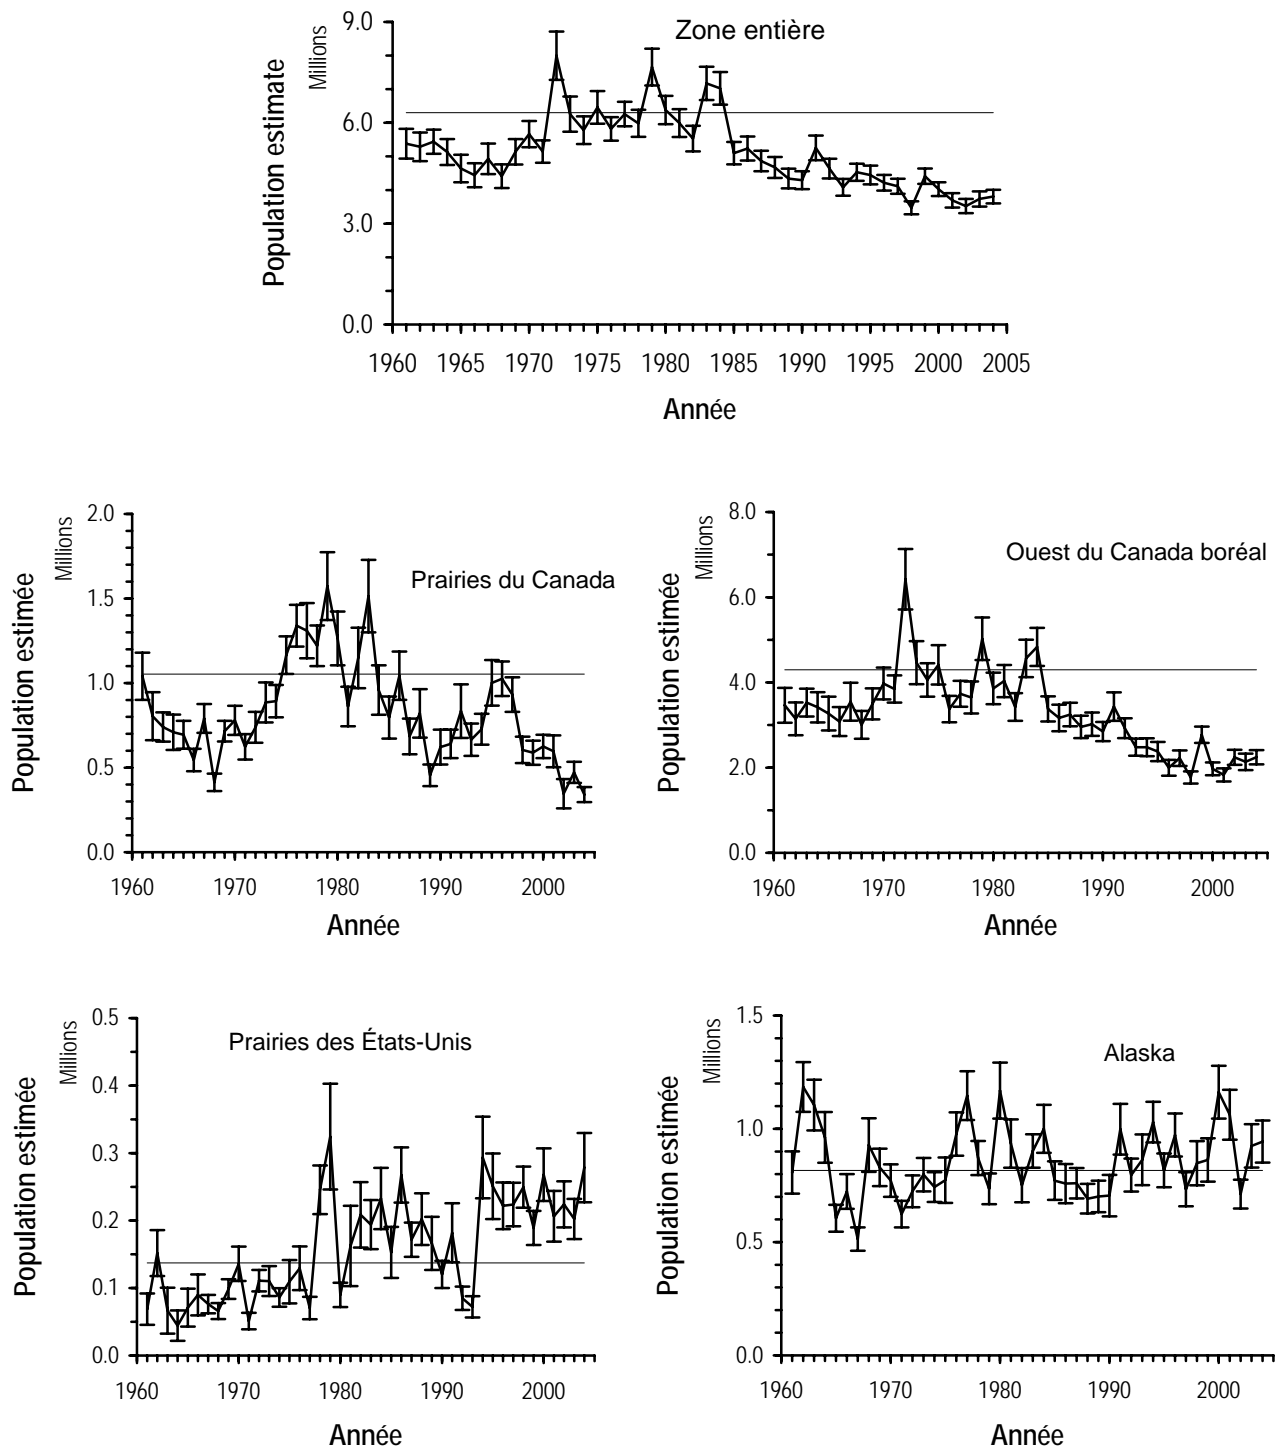 Zone entière
Population estimate
Millions
9.0
6.0
3.0
0.0
1960 1965 1970 1975 1980 1985 1990 1995 2000 2005
Année
Prairies du Canada
Population estimée
Millions
2.0
1.5
1.0
0.5
0.0
1960 1970 1980 1990 2000
Année
Ouest du Canada boréal
Population estimée
Millions
8.0
6.0
4.0
2.0
0.0
1960 1970 1980 1990 2000
Année
Prairies des États-Unis
Population estimée
Millions
0.5
0.4
0.3
0.2
0.1
0.0
1960 1970 1980 1990 2000
Année
Alaska
Population estimée
Millions
1.5
1.0
0.5
0.0
1960 1970 1980 1990 2000
Année